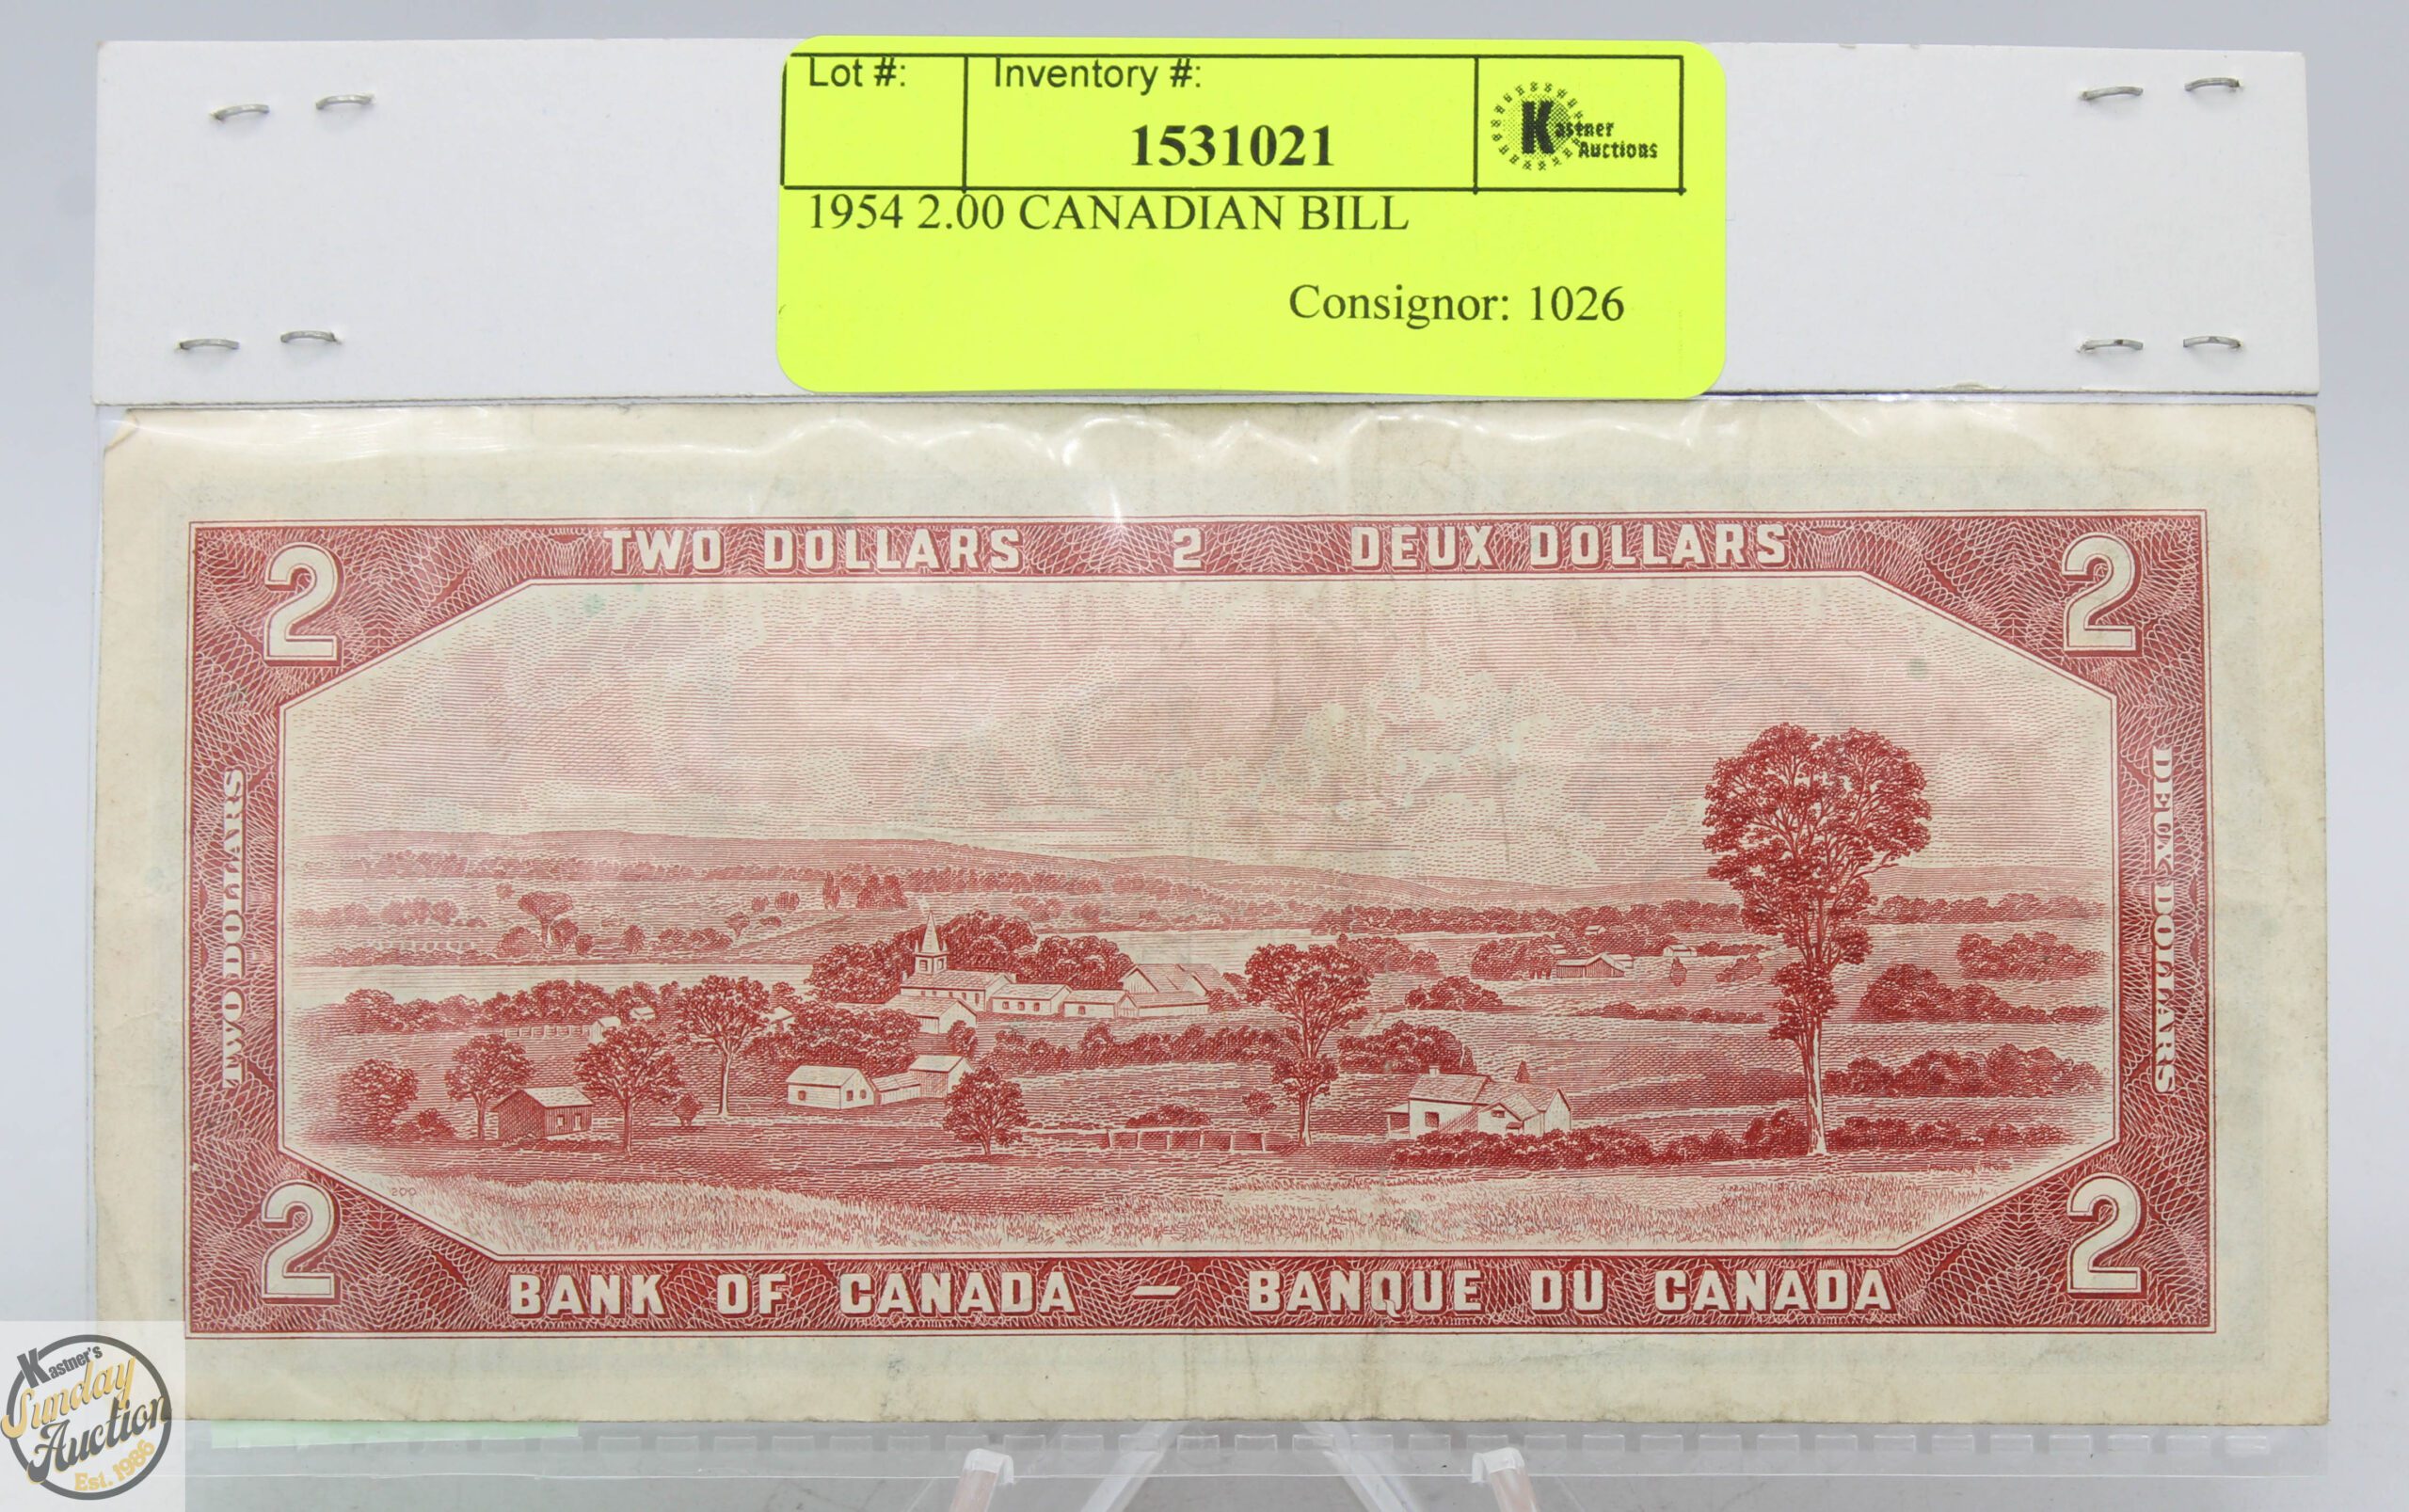 Lot #:
Inventory #:
1531021
Kastner
Auctions
1954 2.00 CANADIAN BILL
Consignor: 1026
2
TWO DOLLARS 2 DEUX DOLLARS
2
TWO DOLLARS
DEUX DOLLARS
200
2
BANK OF CANADA — BANQUE DU CANADA
2
Kastner's
Sunday
Auction
Est. 1986